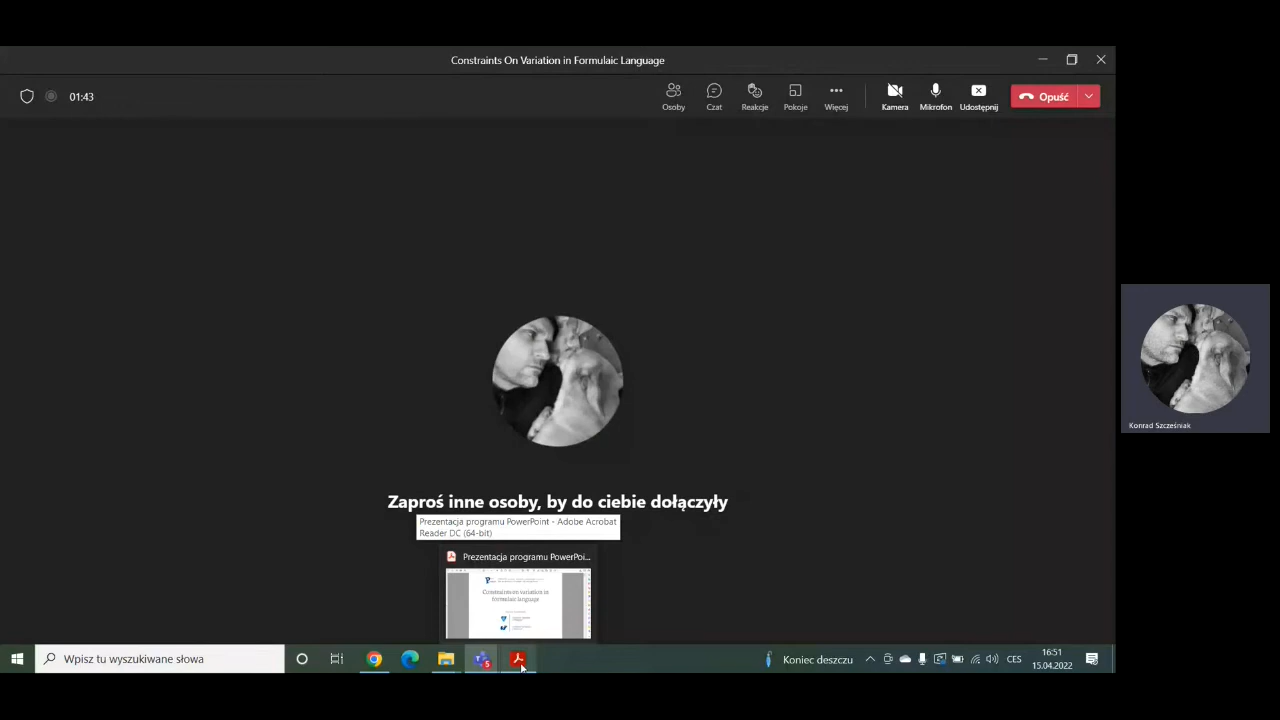 Constraints On Variation in Formulaic Language
01:43
Osoby
Czat
Reakcje
Pokoje
Więcej
Kamera
Mikrofon
Udostępnij
Opuść
Konrad Szcześniak
Zaproś inne osoby, by do ciebie dołączyły
Prezentacja programu PowerPoint - Adobe Acrobat
Reader DC (64-bit)
Prezentacja programu PowerPoi...
Constraints on variation in
formulaic language
Wpisz tu wyszukiwane słowa
5
Koniec deszczu
CES
16:51
15.04.2022